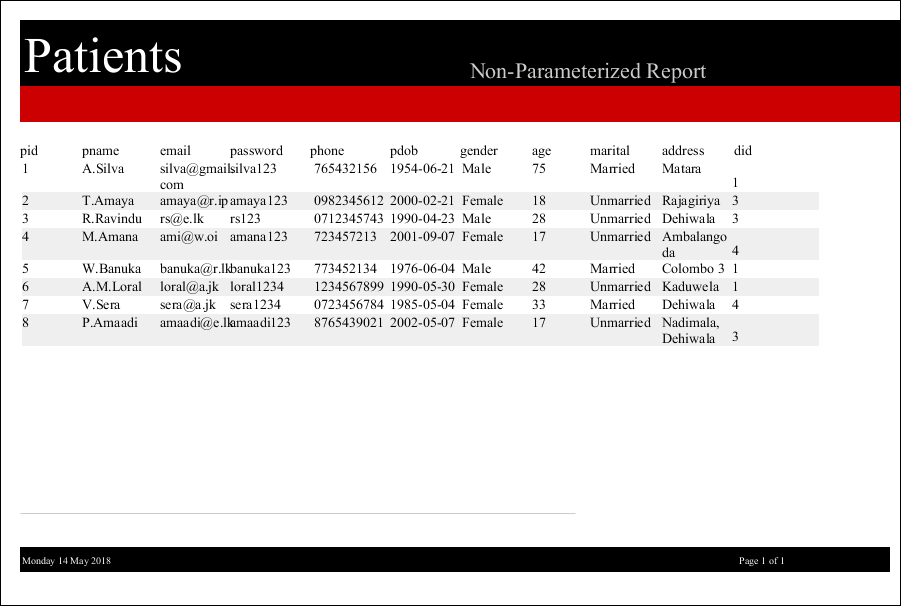 Patients
Non-Parameterized Report
pid pname email password phone pdob gender age marital address did
1 A.Silva silva@gmail silva123 765432156 1954-06-21 Male 75 Married Matara
com 1
2 T.Amaya amaya@r.ip amaya123 0982345612 2000-02-21 Female 18 Unmarried Rajagiriya 3
3 R.Ravindu rs@e.lk rs123 0712345743 1990-04-23 Male 28 Unmarried Dehiwala 3
4 M.Amana ami@w.oi amana123 723457213 2001-09-07 Female 17 Unmarried Ambalango
da 4
5 W.Banuka banuka@r.lk banuka123 773452134 1976-06-04 Male 42 Married Colombo 3 1
6 A.M.Loral loral@a.jk loral1234 1234567899 1990-05-30 Female 28 Unmarried Kaduwela 1
7 V.Sera sera@a.jk sera1234 0723456784 1985-05-04 Female 33 Married Dehiwala 4
8 P.Amaadi amaadi@e.lk amaadi123 8765439021 2002-05-07 Female 17 Unmarried Nadimala,
Dehiwala 3
Monday 14 May 2018 Page 1 of 1